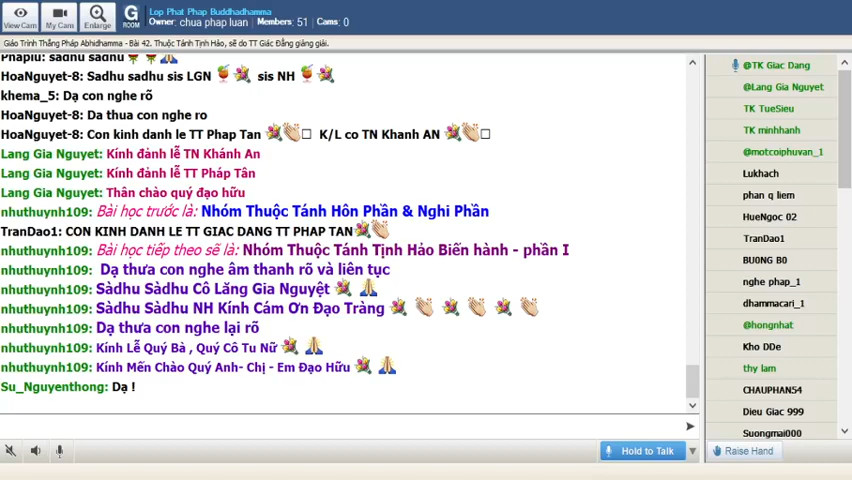 Lop Phat Phap Buddhadhamma
Owner: chua phap luan Members: 51 Cams: 0
View Cam
My Cam
Enlarge
G
ROOM
Giáo Trình Thắng Pháp Abhidhamma - Bài 42. Thuộc Tánh Tịnh Hảo, sẽ do TT Giác Đẳng giảng giải.
Phapiu: sadhu sadhu
HoaNguyet-8: Sadhu sadhu sis LGN sis NH
khema_5: Dạ con nghe rõ
HoaNguyet-8: Da thua con nghe ro
HoaNguyet-8: Con kinh danh le TT Phap Tan K/L co TN Khanh AN
Lang Gia Nguyet: Kính đảnh lễ TN Khánh An
Lang Gia Nguyet: Kính đảnh lễ TT Pháp Tân
Lang Gia Nguyet: Thân chào quý đạo hữu
nhuthuynh109: Bài học trước là: Nhóm Thuộc Tánh Hôn Phần & Nghi Phần
TranDao1: CON KINH DANH LE TT GIAC DANG TT PHAP TAN
nhuthuynh109: Bài học tiếp theo sẽ là: Nhóm Thuộc Tánh Tịnh Hảo Biến hành - phần I
nhuthuynh109: Dạ thưa con nghe âm thanh rõ và liên tục
nhuthuynh109: Sàdhu Sàdhu Cô Lăng Gia Nguyệt
nhuthuynh109: Sàdhu Sàdhu NH Kính Cám Ơn Đạo Tràng
nhuthuynh109: Dạ thưa con nghe lại rõ
nhuthuynh109: Kính Lễ Quý Bà , Quý Cô Tu Nữ
nhuthuynh109: Kính Mến Chào Quý Anh- Chị - Em Đạo Hữu
Su_Nguyenthong: Dạ !
@TK Giac Dang
@Lang Gia Nguyet
TK TueSieu
TK minhhanh
@motcoiphuvan_1
Lukhach
phan q liem
HueNgoc 02
TranDao1
BU0NG B0
nghe phap_1
dhammacari_1
@hongnhat
Kho DDe
thy lam
CHAUPHAN54
Dieu Giac 999
Suongmai000
Hold to Talk
Raise Hand